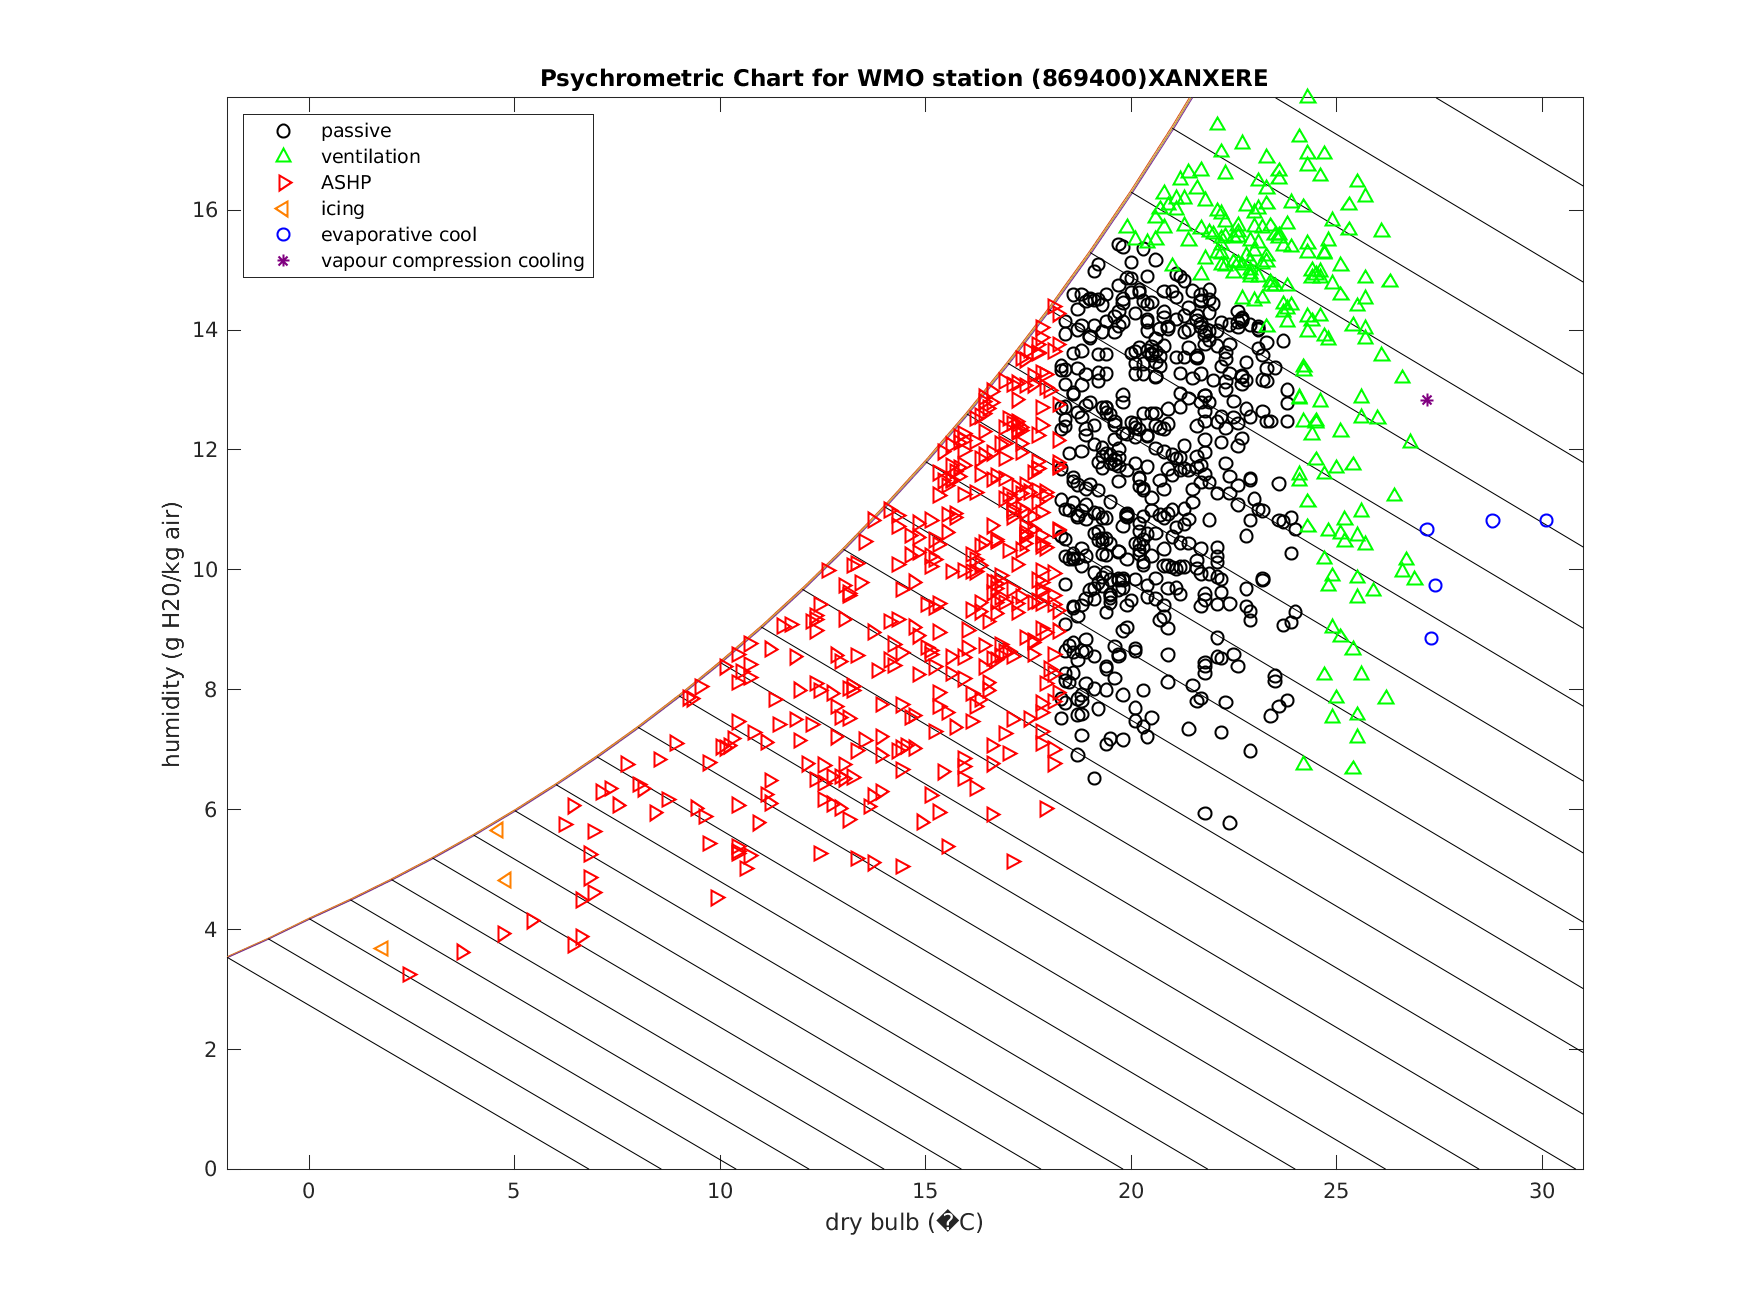 Psychrometric Chart for WMO station (869400)XANXERE
passive
ventilation
ASHP
icing
evaporative cool
vapour compression cooling
humidity (g H20/kg air)
16
14
12
10
8
6
4
2
0
0 5 10 15 20 25 30
dry bulb (�C)